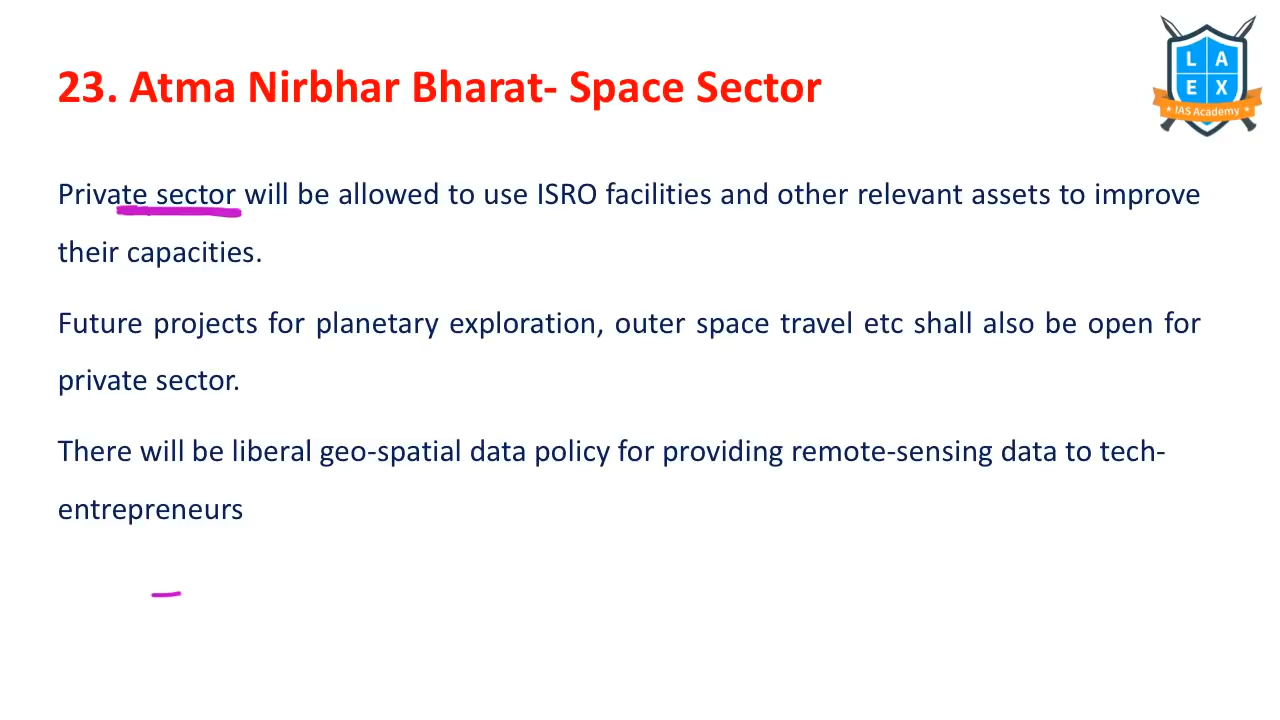 23. Atma Nirbhar Bharat- Space Sector
L A
E X
IAS Academy
Private sector will be allowed to use ISRO facilities and other relevant assets to improve
their capacities.
Future projects for planetary exploration, outer space travel etc shall also be open for
private sector.
There will be liberal geo-spatial data policy for providing remote-sensing data to tech-
entrepreneurs